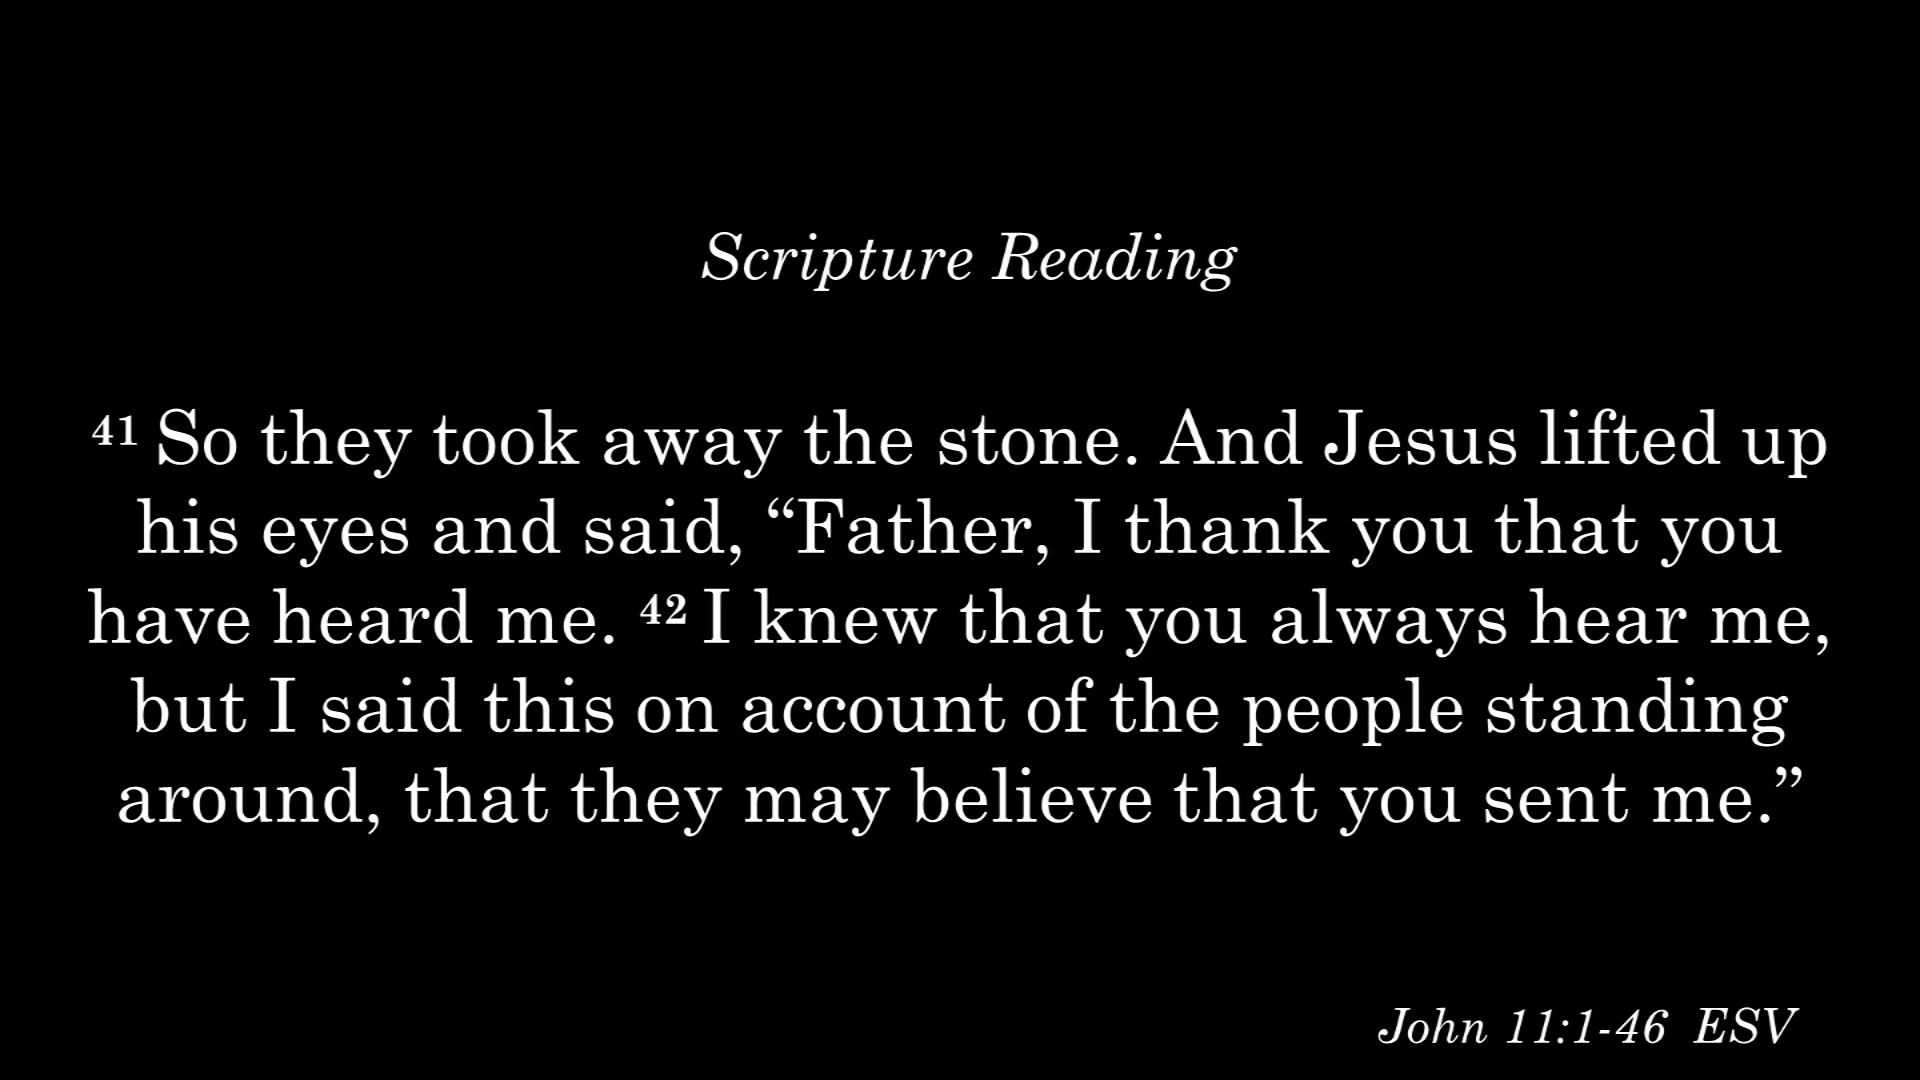 Scripture Reading
41 So they took away the stone. And Jesus lifted up
his eyes and said, “Father, I thank you that you
have heard me. 42 I knew that you always hear me,
but I said this on account of the people standing
around, that they may believe that you sent me.”
John 11:1-46 ESV